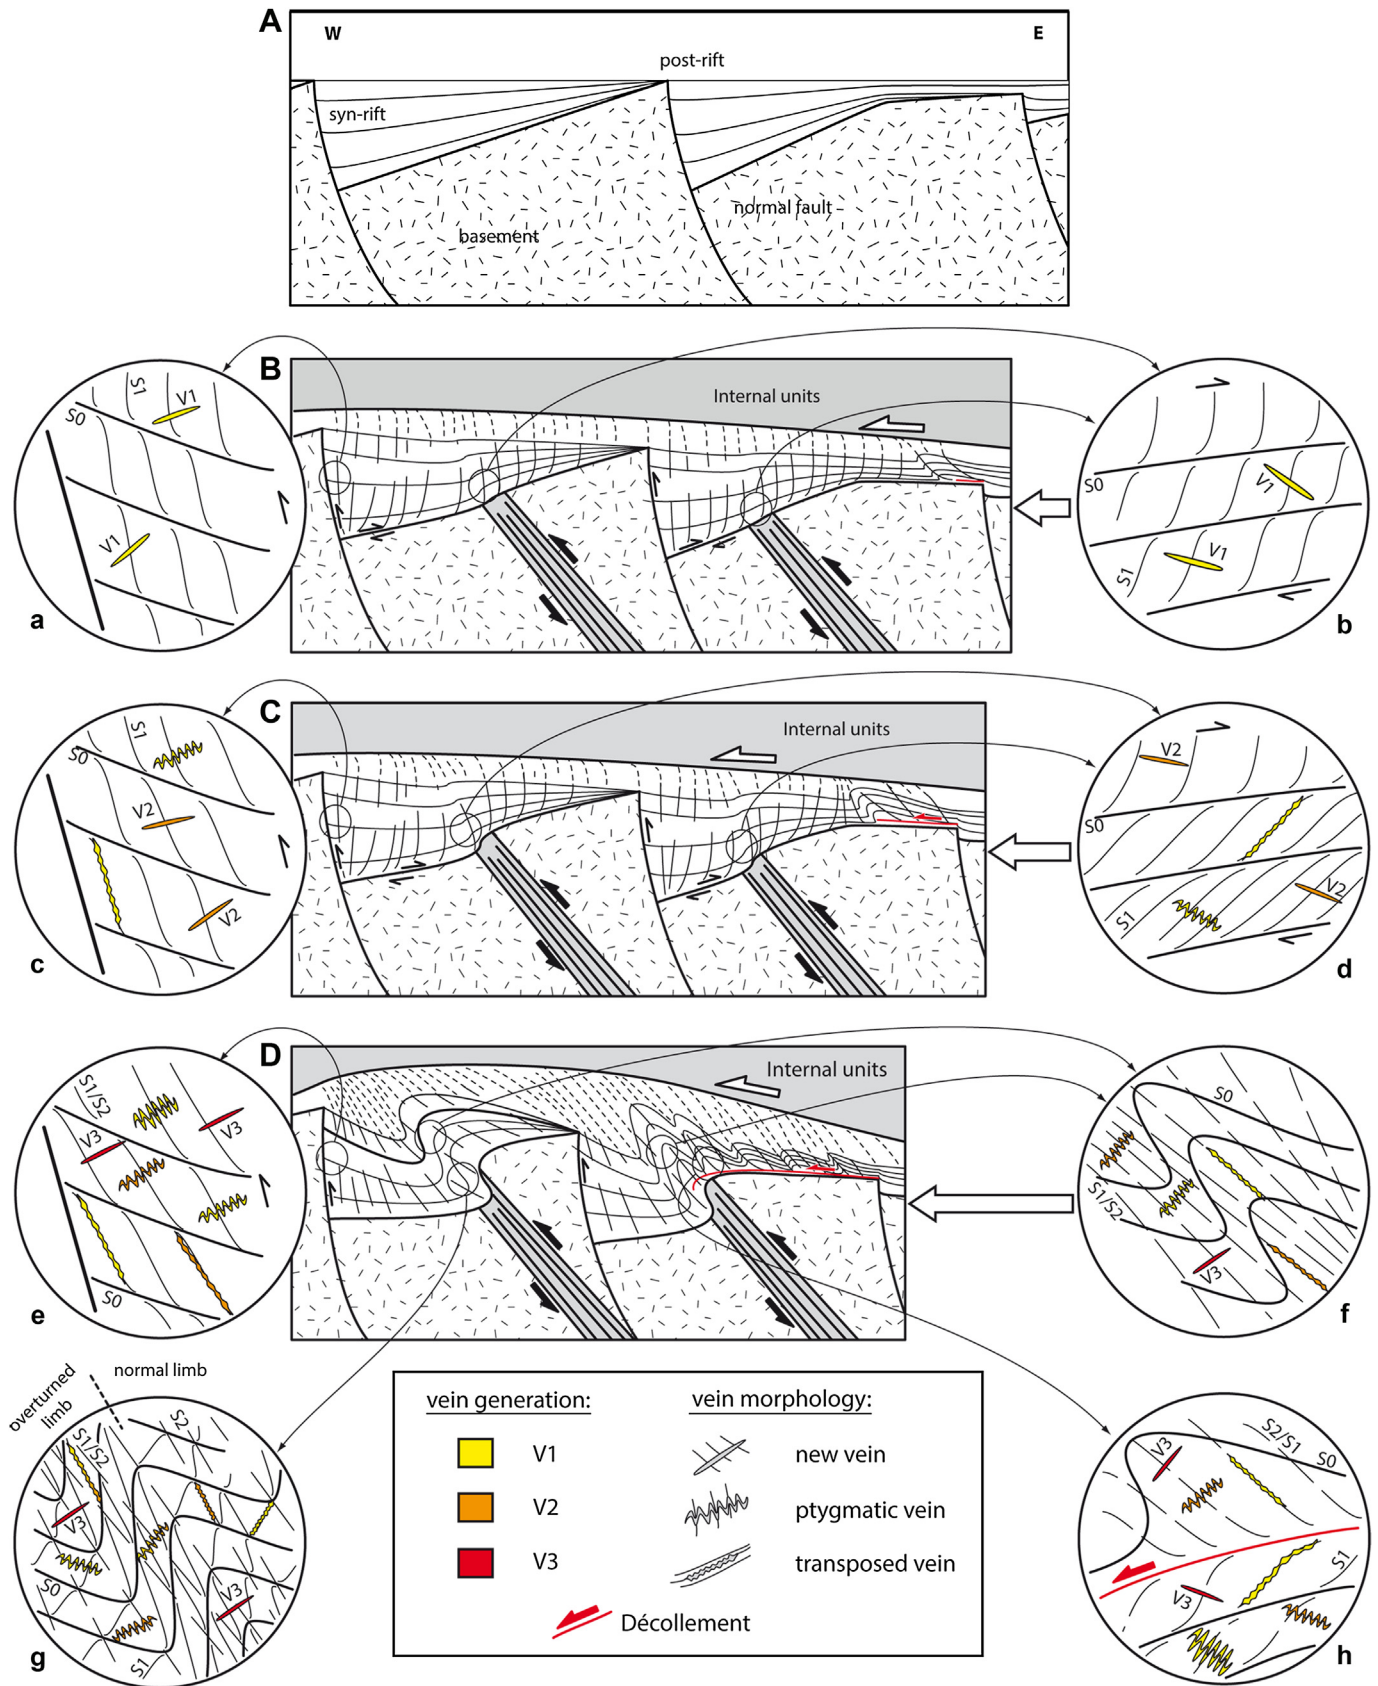 A
W
E
post-rift
syn-rift
normal fault
basement
B
Internal units
S1
V1
S0
V1
a
V1
S0
V1
S1
b
C
Internal units
S1
S0
V2
V2
c
V2
S0
V2
S1
d
D
Internal units
S1/S2
V3
V3
S0
e
S0
S1/S2
V3
f
overturned
limb
normal limb
S2
S1/S2
V3
S0
V3
S1
g
vein generation:
vein morphology:
V1
new vein
V2
ptygmatic vein
V3
transposed vein
Décollement
V3
S2/S1
S0
S1
V3
h